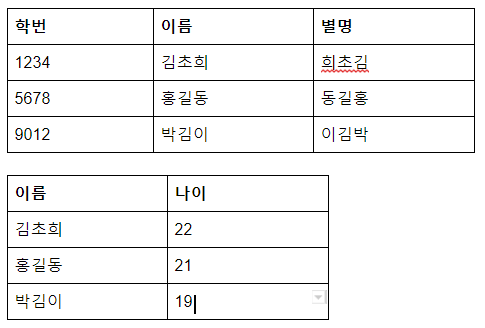 학번 이름 별명
1234 김초희 희초김
5678 홍길동 동길홍
9012 박김이 이김박
이름 나이
김초희 22
홍길동 21
박김이 19